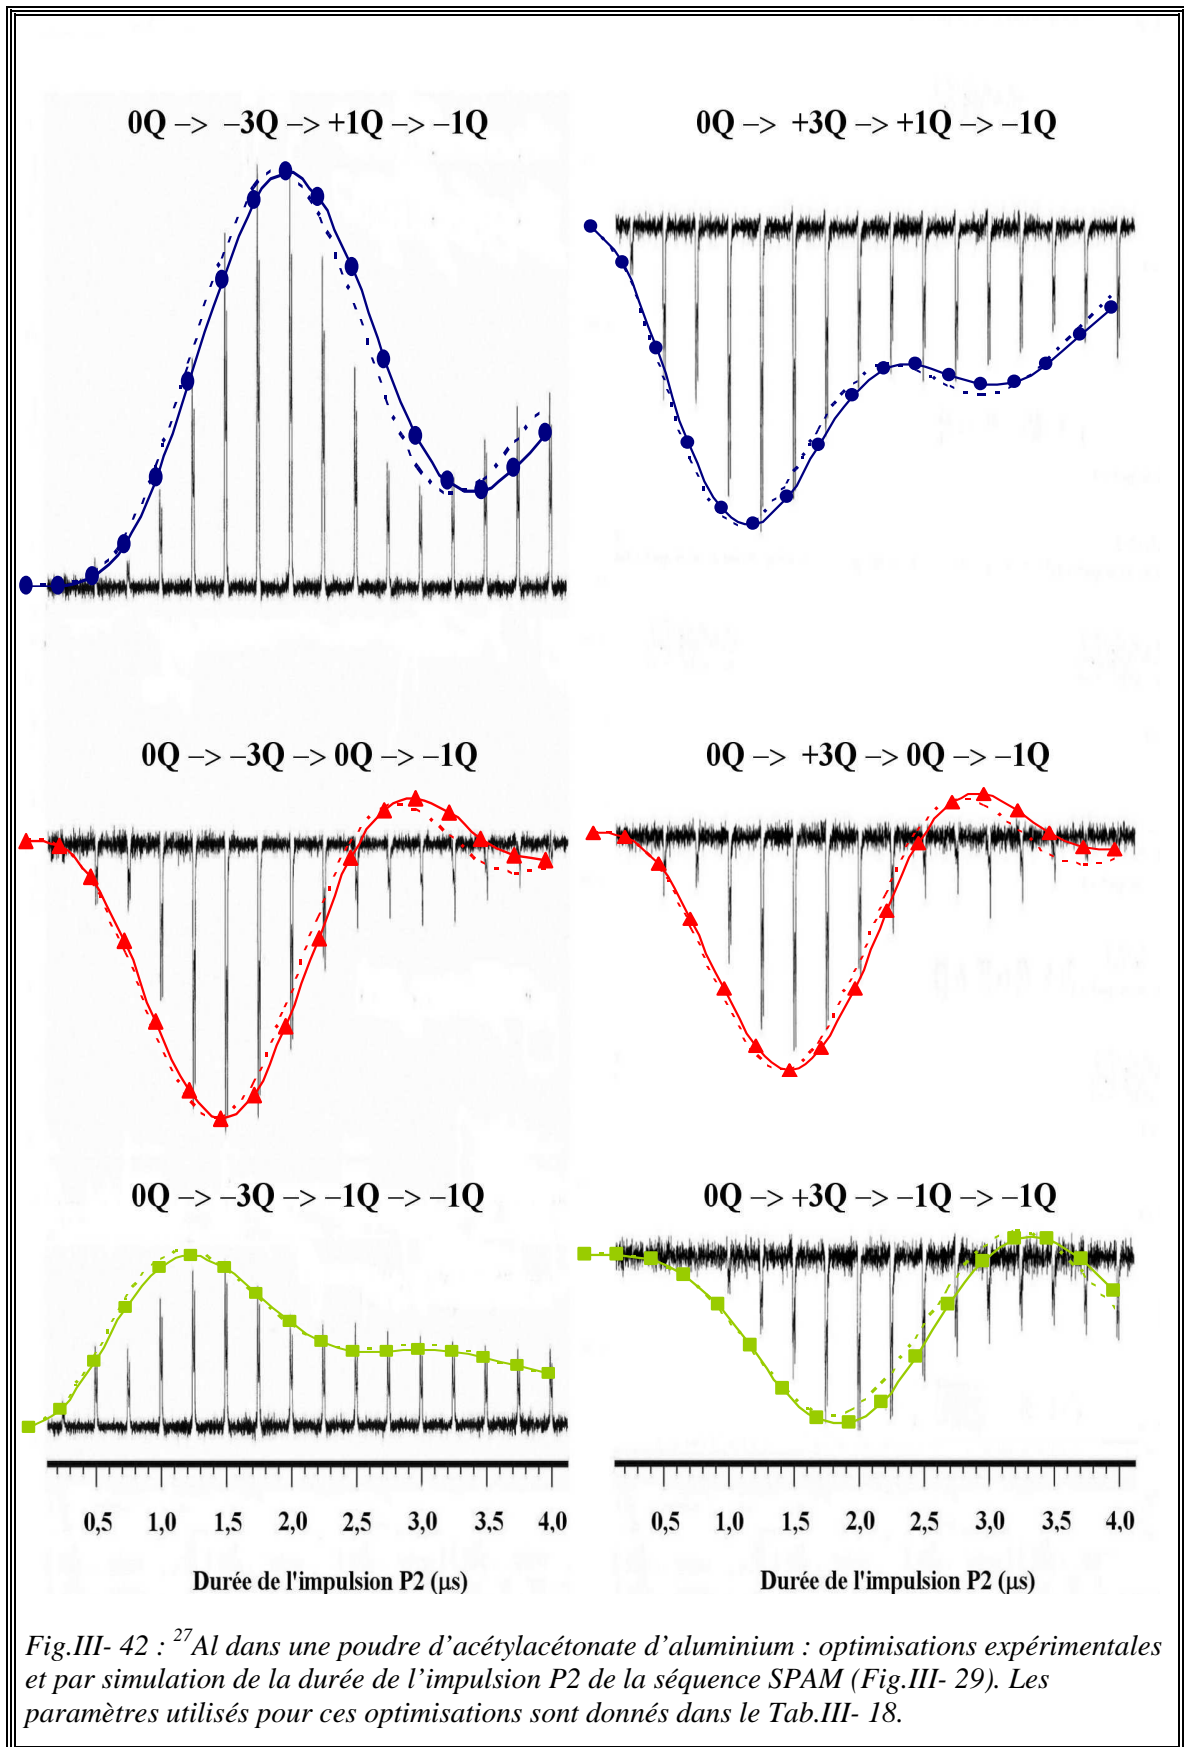 0Q –> –3Q –> +1Q –> –1Q
0Q –> +3Q –> +1Q –> –1Q
0Q –> –3Q –> 0Q –> –1Q
0Q –> +3Q –> 0Q –> –1Q
0Q –> –3Q –> –1Q –> –1Q
0Q –> +3Q –> –1Q –> –1Q
0,5 1,0 1,5 2,0 2,5 3,0 3,5 4,0
0,5 1,0 1,5 2,0 2,5 3,0 3,5 4,0
Durée de l'impulsion P2 (µs)
Durée de l'impulsion P2 (µs)
Fig.III- 42 : ²⁷Al dans une poudre d’acétylacétonate d’aluminium : optimisations expérimentales
et par simulation de la durée de l’impulsion P2 de la séquence SPAM (Fig.III- 29). Les
paramètres utilisés pour ces optimisations sont donnés dans le Tab.III- 18.